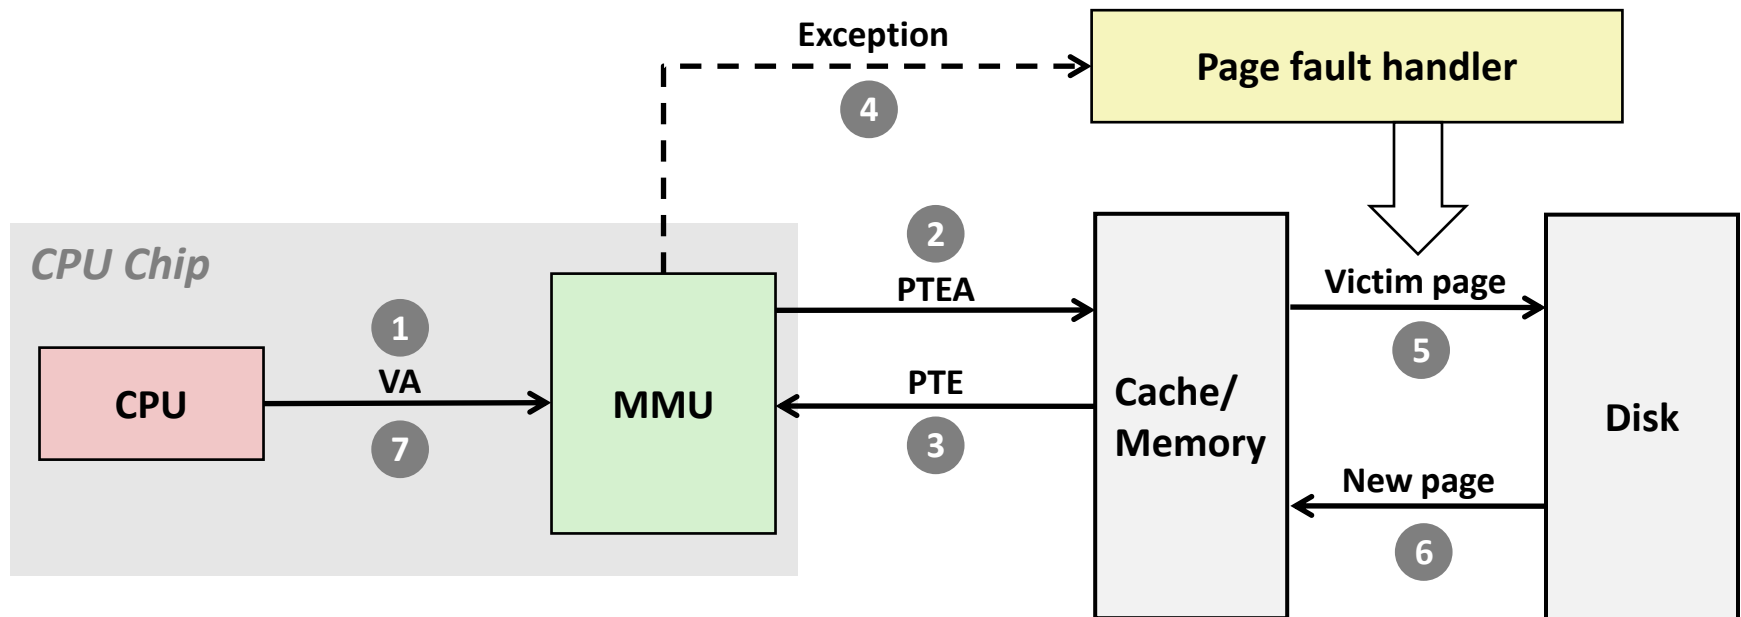 Exception
Page fault handler
4
CPU Chip
2
PTEA
Victim page
1
5
VA
CPU
MMU
PTE
Cache/
Memory
Disk
7
3
New page
6